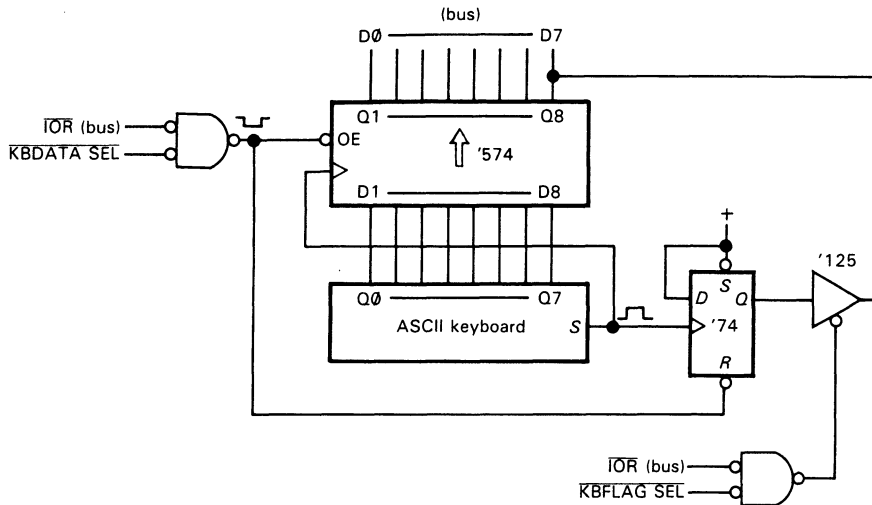 (bus)
DØ D7
IOR (bus)
KBDATA SEL
Q1 Q8
OE
'574
D1 D8
+
'125
S
D Q
'74
R
QØ Q7
ASCII keyboard S
IOR (bus)
KBFLAG SEL